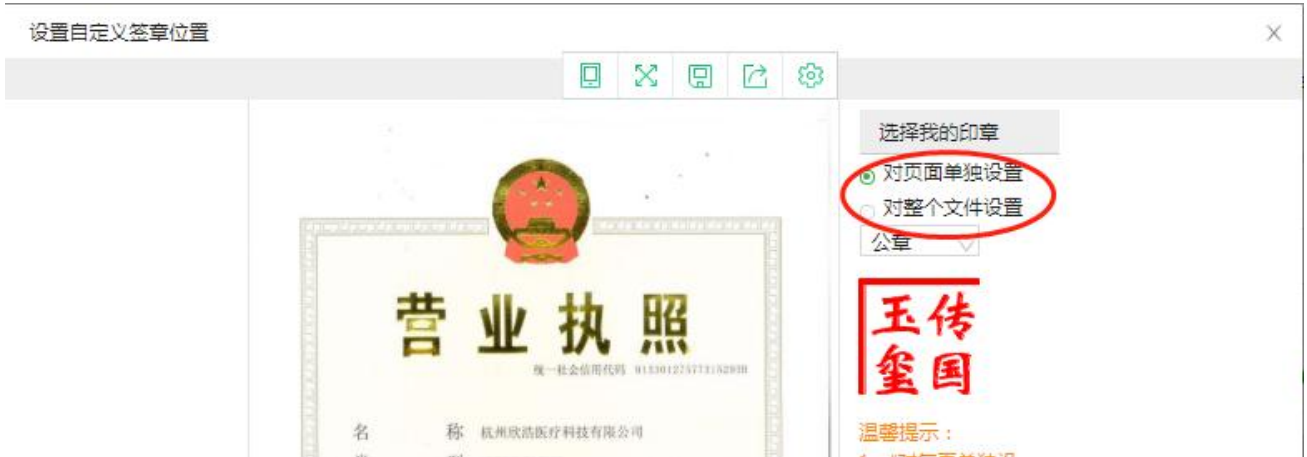 设置自定义签章位置
选择我的印章
对页面单独设置
对整个文件设置
公章
玉传
玺国
营业执照
统一社会信用代码
名 称 杭州欣浩医疗科技有限公司
温馨提示：